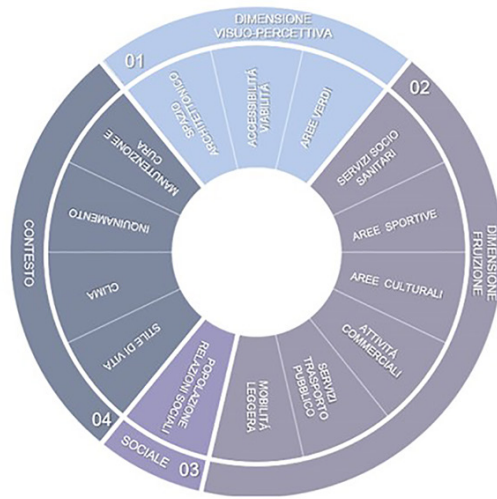 DIMENSIONE
VISUO-PERCETTIVA
01
SPAZIO
ARCHITETTONICO
ACCESSIBILITÀ
VIABILITÀ
AREE VERDI
02
DIMENSIONE
FRUIZIONE
SERVIZI SOCIO
SANITARI
AREE SPORTIVE
AREE CULTURALI
ATTIVITÀ
COMMERCIALI
SERVIZI
TRASPORTO
PUBBLICO
MOBILITÀ
LEGGERA
03
SOCIALE
POPOLAZIONE
RELAZIONI SOCIALI
04
CONTESTO
STILE DI VITA
CLIMA
INQUINAMENTO
MANUTENZIONE E
CURA